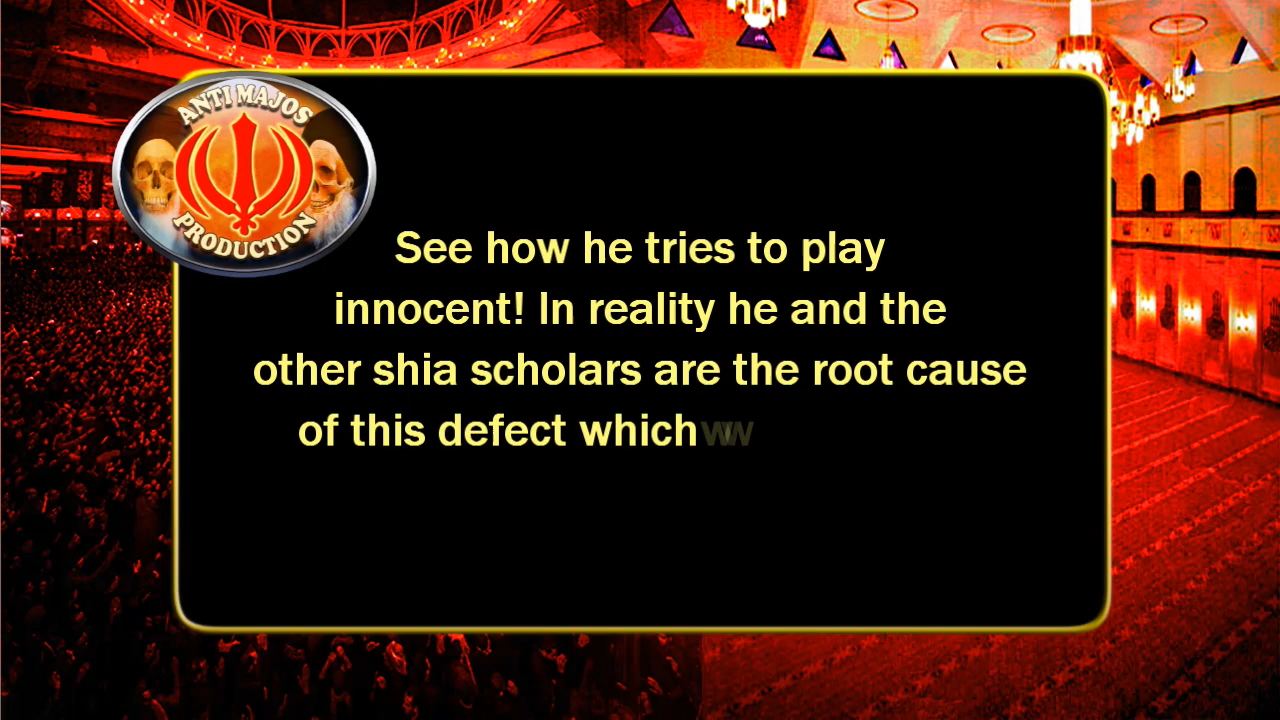 ANTI MAJOS
PRODUCTION
See how he tries to play
innocent! In reality he and the
other shia scholars are the root cause
of this defect which